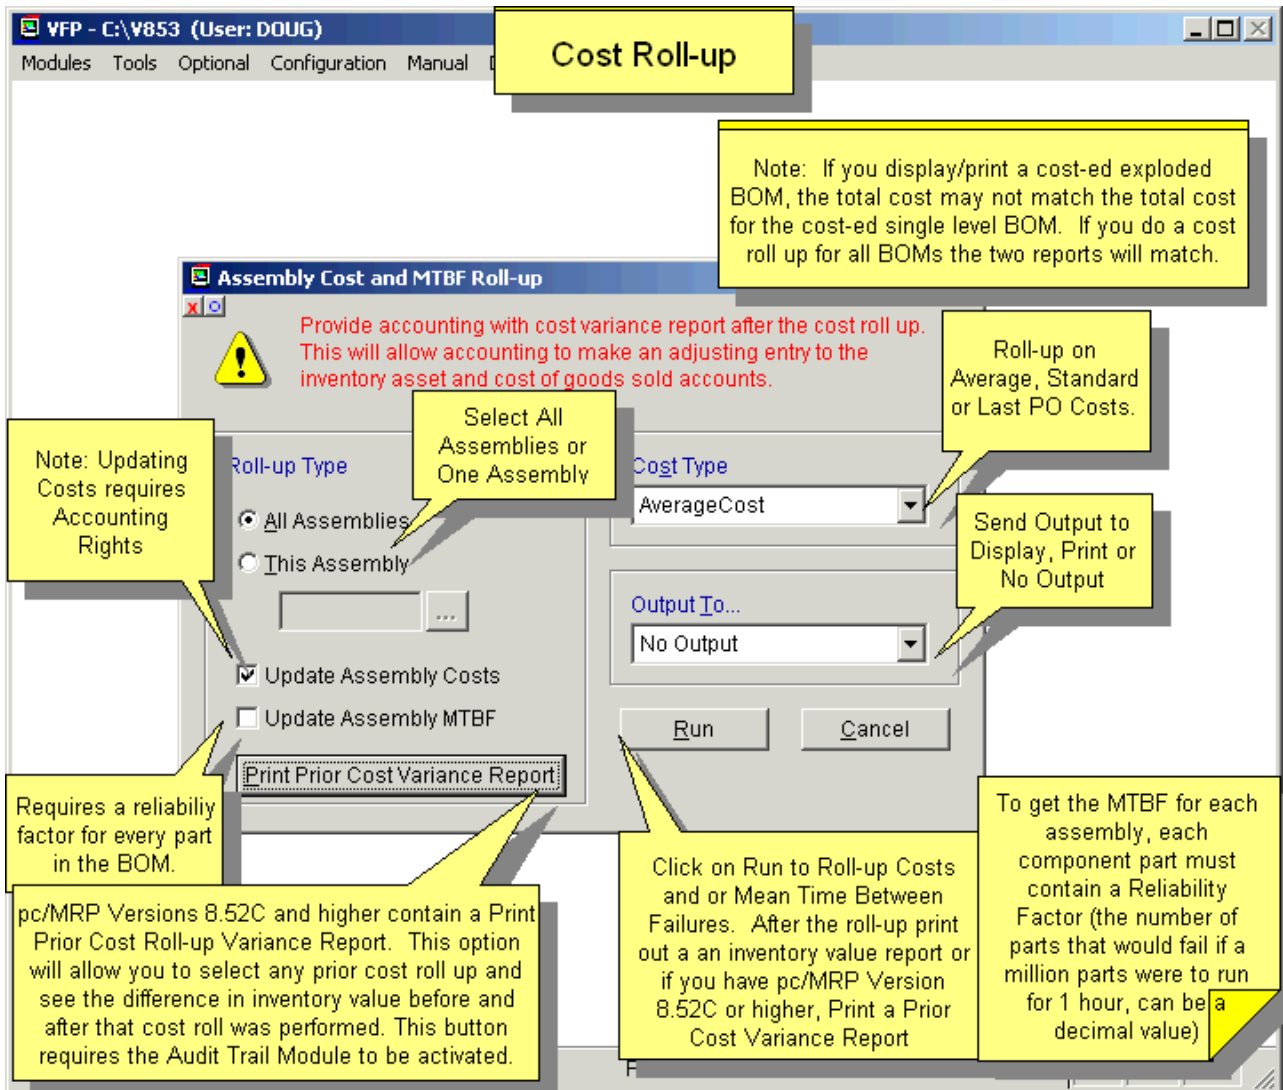 VFP - C:\V853 (User: DOUG)
Cost Roll-up
Modules Tools Optional Configuration Manual
Note: If you display/print a cost-ed exploded
BOM, the total cost may not match the total cost
for the cost-ed single level BOM. If you do a cost
roll up for all BOMs the two reports will match.
Assembly Cost and MTBF Roll-up
Provide accounting with cost variance report after the cost roll up.
This will allow accounting to make an adjusting entry to the
inventory asset and cost of goods sold accounts.
Roll-up on
Average, Standard
or Last PO Costs.
Select All
Assemblies or
One Assembly
Note: Updating
Costs requires
Accounting
Rights
Roll-up Type
All Assemblies
This Assembly
...
Update Assembly Costs
Update Assembly MTBF
Print Prior Cost Variance Report
Cost Type
AverageCost
Send Output to
Display, Print or
No Output
Output To...
No Output
Run
Cancel
Requires a reliabiliy
factor for every part
in the BOM.
pc/MRP Versions 8.52C and higher contain a Print
Prior Cost Roll-up Variance Report. This option
will allow you to select any prior cost roll up and
see the difference in inventory value before and
after that cost roll was performed. This button
requires the Audit Trail Module to be activated.
Click on Run to Roll-up Costs
and or Mean Time Between
Failures. After the roll-up print
out a an inventory value report or
if you have pc/MRP Version
8.52C or higher, Print a Prior
Cost Variance Report
To get the MTBF for each
assembly, each
component part must
contain a Reliability
Factor (the number of
parts that would fail if a
million parts were to run
for 1 hour, can be a
decimal value)